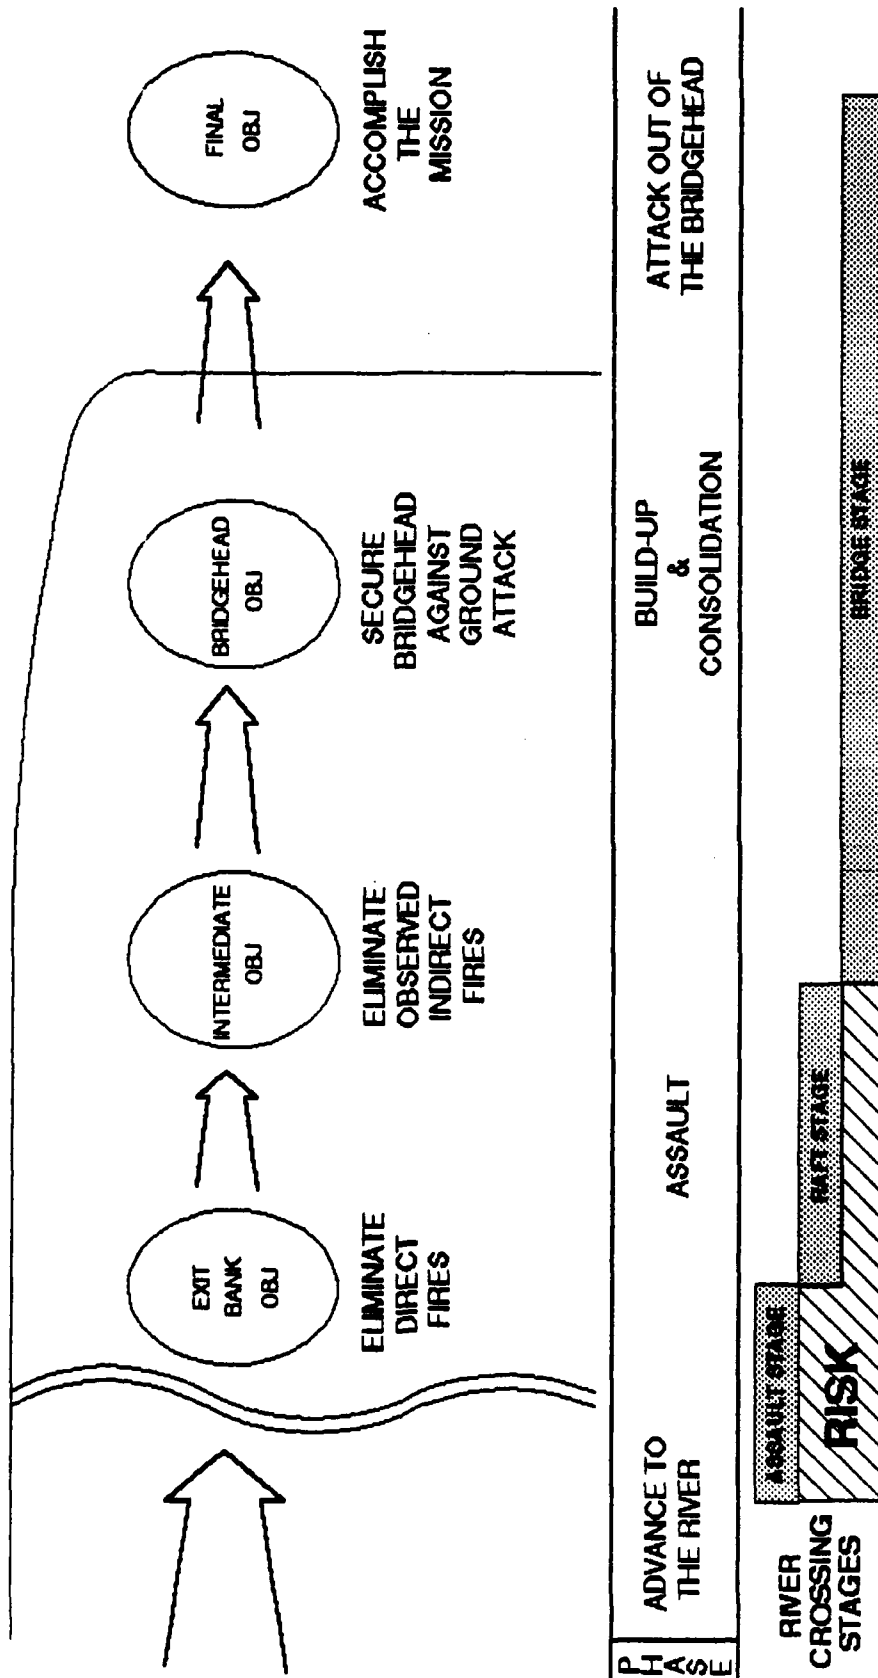 EXIT
BANK
OBJ
INTERMEDIATE
OBJ
BRIDGEHEAD
OBJ
FINAL
OBJ
ELIMINATE
DIRECT
FIRES
ELIMINATE
OBSERVED
INDIRECT
FIRES
SECURE
BRIDGEHEAD
AGAINST
GROUND
ATTACK
ACCOMPLISH
THE
MISSION
PHASE
ADVANCE TO
THE RIVER
ASSAULT
BUILD-UP
&
CONSOLIDATION
ATTACK OUT OF
THE BRIDGEHEAD
RIVER
CROSSING
STAGES
ASSAULT STAGE
RISK
RAFT STAGE
BRIDGE STAGE